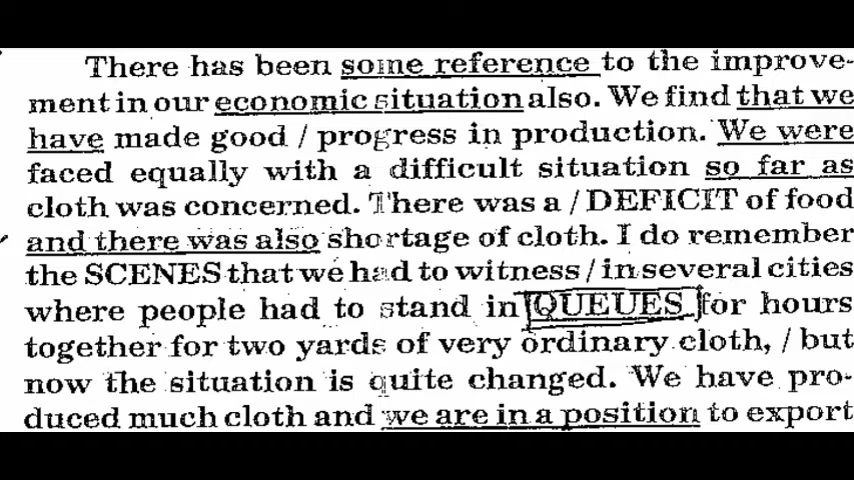 There has been some reference to the improve-
ment in our economic situation also. We find that we
have made good / progress in production. We were
faced equally with a difficult situation so far as
cloth was concerned. There was a / DEFICIT of food
and there was also shortage of cloth. I do remember
the SCENES that we had to witness / in several cities
where people had to stand in QUEUES for hours
together for two yards of very ordinary cloth, / but
now the situation is quite changed. We have pro-
duced much cloth and we are in a position to export